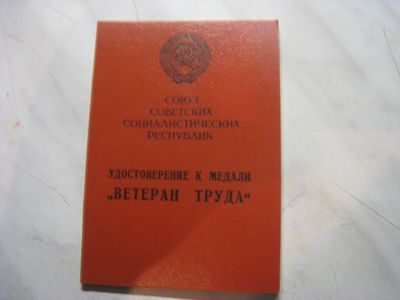 СОЮЗ
СОВЕТСКИХ
СОЦИАЛИСТИЧЕСКИХ
РЕСПУБЛИК
УДОСТОВЕРЕНИЕ К МЕДАЛИ
„ВЕТЕРАН ТРУДА“